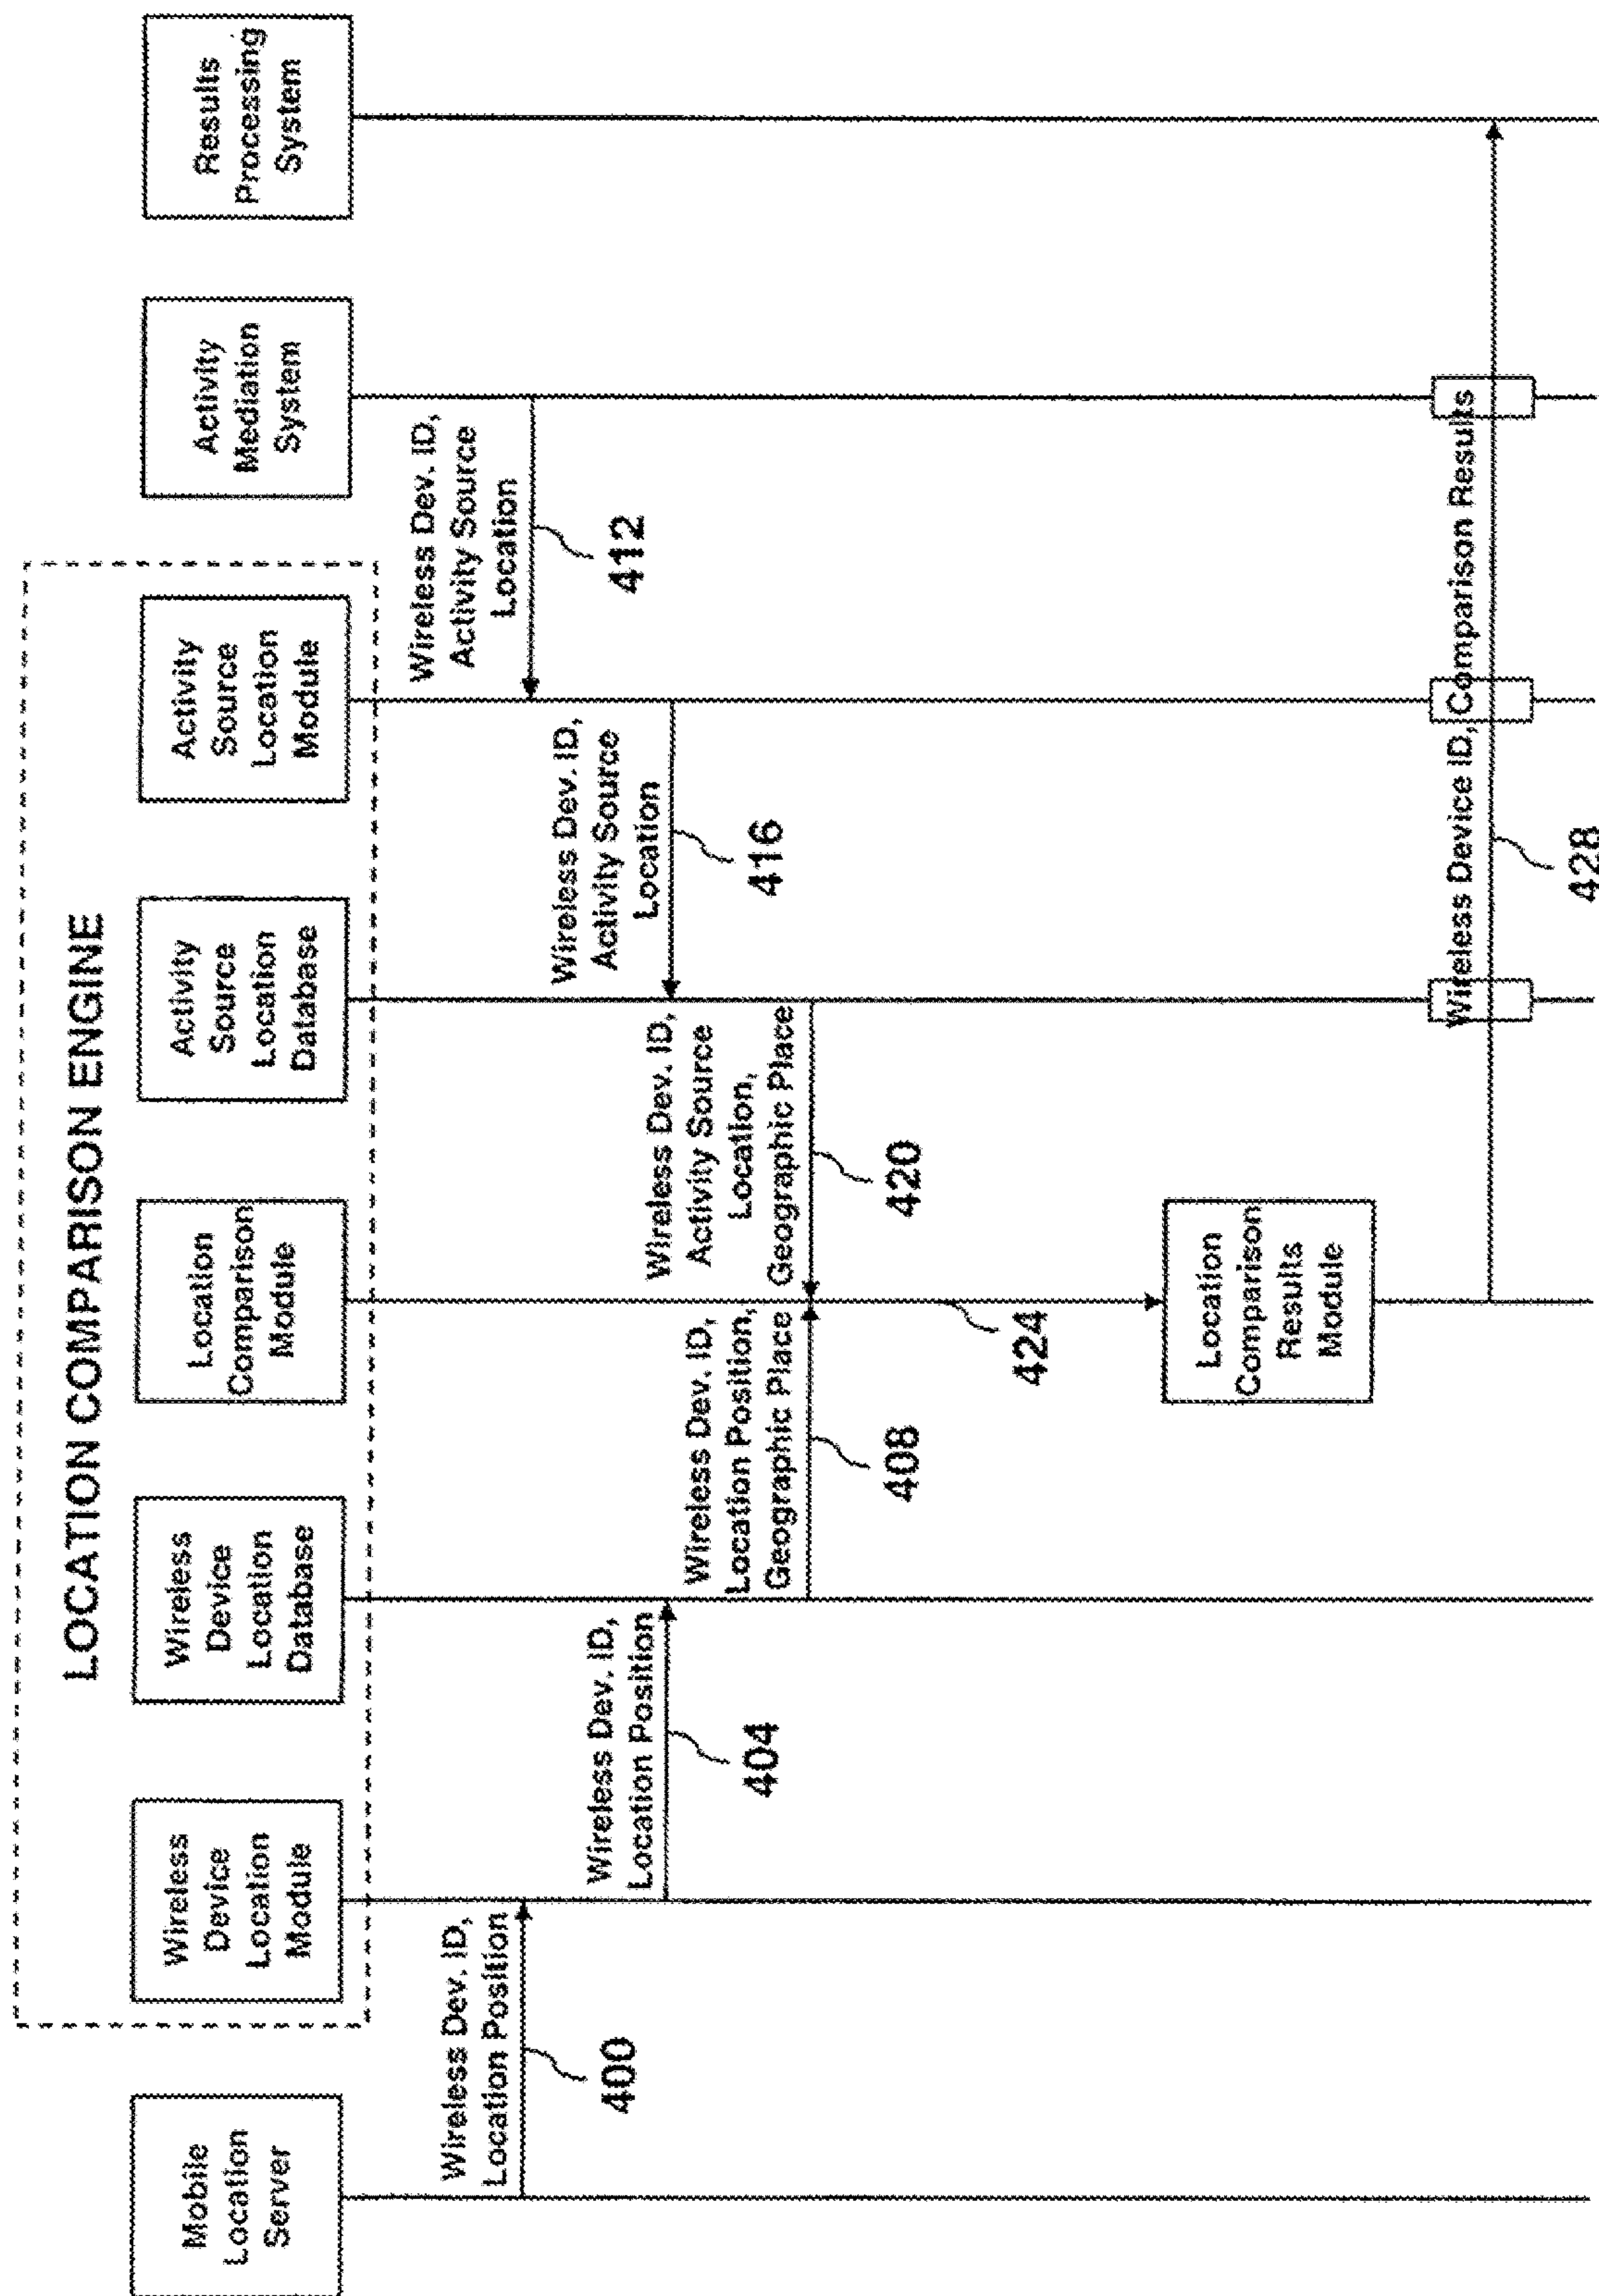 LOCATION COMPARISON ENGINE
Mobile
Location
Server
Wireless
Device
Location
Module
Wireless
Device
Location
Database
Location
Comparison
Module
Activity
Source
Location
Database
Activity
Source
Location
Module
Activity
Mediation
System
Results
Processing
System
Wireless Dev. ID,
Location Position
400
Wireless Dev. ID,
Activity Source
Location
412
Wireless Dev. ID,
Location Position
404
Wireless Dev. ID,
Activity Source
Location
416
Wireless Dev. ID,
Location Position,
Geographic Place
408
Wireless Dev. ID,
Activity Source
Location,
Geographic Place
420
424
Location
Comparison
Results
Module
Wireless Device ID, Comparison Results
428